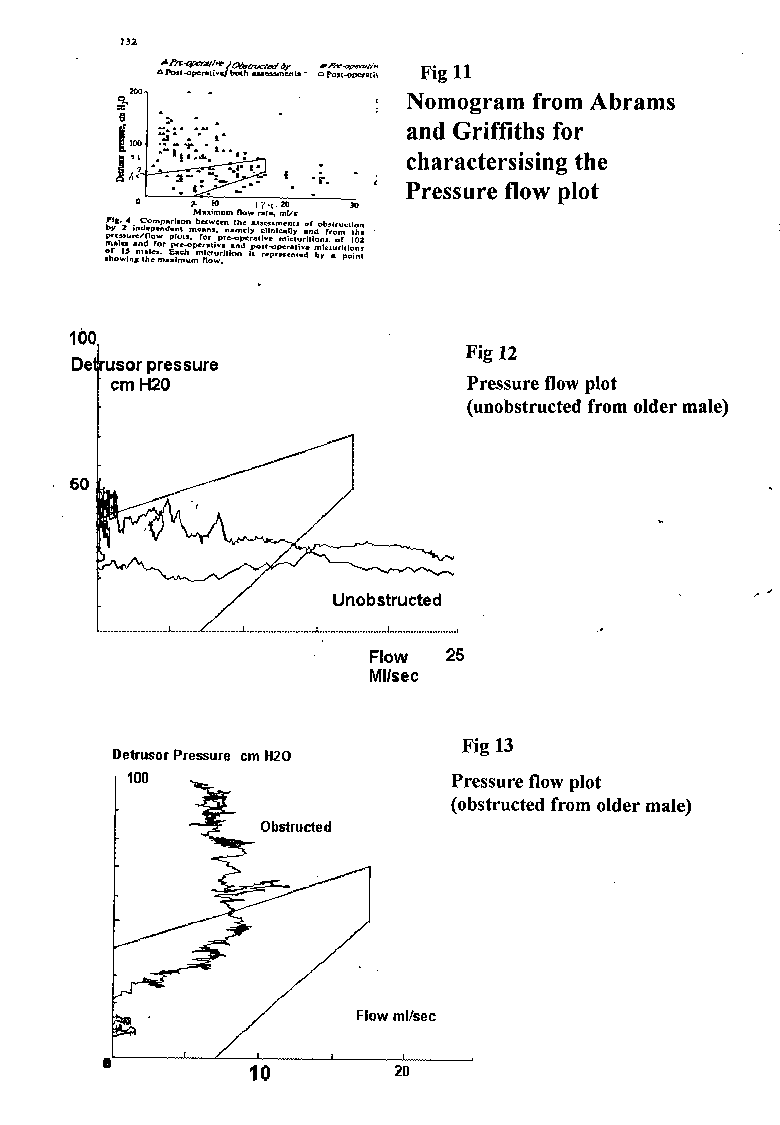 132
▲ Pre-operative / Obstructed by
△ Post-operative / both assessments
Post-operativ
Detrusor pressure, cm H₂O
200
100
0
10
20
30
Maximum flow rate, ml/s
Fig. 4 Comparison between the assessments of obstruction
by 2 independent means, namely clinically and from the
pressure/flow plots, for pre-operative micturitions of 102
males and for pre-operative and post-operative micturitions
of 15 males. Each micturition is represented by a point
showing the maximum flow.
Fig 11
Nomogram from Abrams
and Griffiths for
charactersising the
Pressure flow plot
100
Detrusor pressure
cm H20
50
Unobstructed
Flow
Ml/sec
25
Fig 12
Pressure flow plot
(unobstructed from older male)
Detrusor Pressure cm H2O
100
Obstructed
Flow ml/sec
0
10
20
Fig 13
Pressure flow plot
(obstructed from older male)